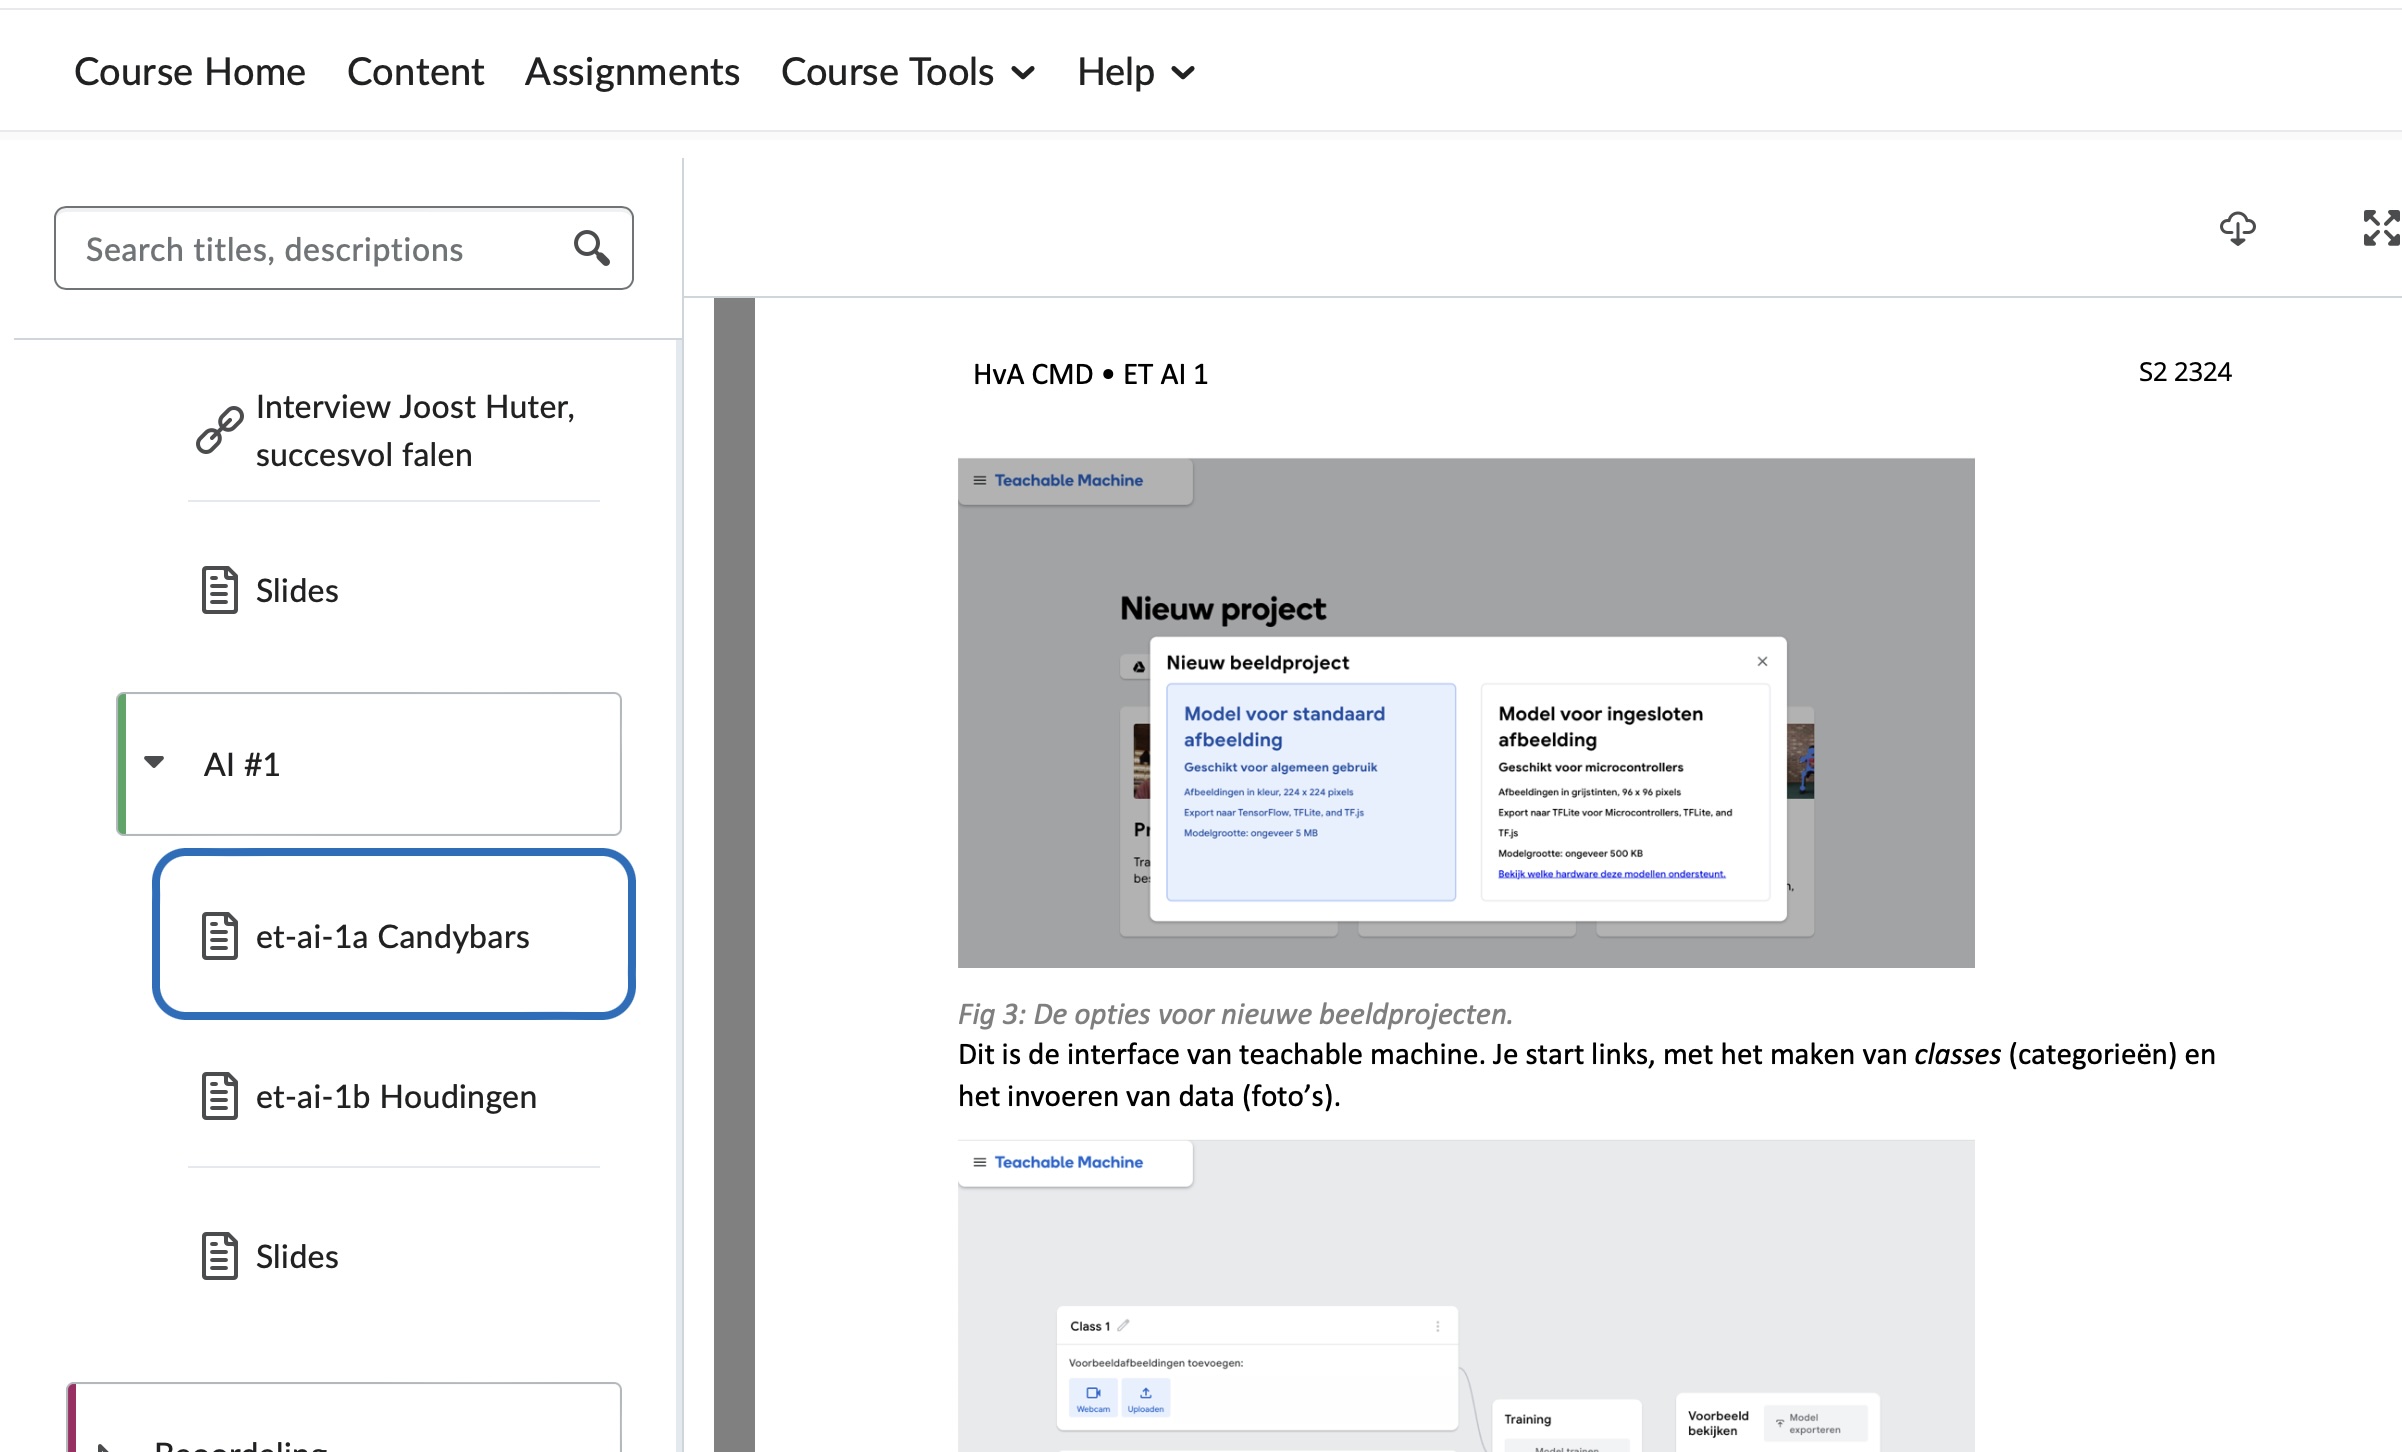 Course Home Content Assignments Course Tools Help
Search titles, descriptions
Interview Joost Huter,
succesvol falen
Slides
AI #1
et-ai-1a Candybars
et-ai-1b Houdingen
Slides
Beoordeling
HvA CMD • ET AI 1
S2 2324
Teachable Machine
Nieuw project
Nieuw beeldproject
Model voor standaard
afbeelding
Geschikt voor algemeen gebruik
Afbeeldingen in kleur, 224 x 224 pixels
Export naar TensorFlow, TFLite, and TF.js
Modelgrootte: ongeveer 5 MB
Model voor ingesloten
afbeelding
Geschikt voor microcontrollers
Afbeeldingen in grijstinten, 96 x 96 pixels
Export naar TFLite voor Microcontrollers, TFLite, and
TF.js
Modelgrootte: ongeveer 500 KB
Bekijk welke hardware deze modellen ondersteunt.
Fig 3: De opties voor nieuwe beeldprojecten.
Dit is de interface van teachable machine. Je start links, met het maken van classes (categorieën) en
het invoeren van data (foto’s).
Teachable Machine
Class 1
Voorbeeldafbeeldingen toevoegen:
Webcam
Uploaden
Training
Model trainen
Voorbeeld
bekijken
Model
exporteren